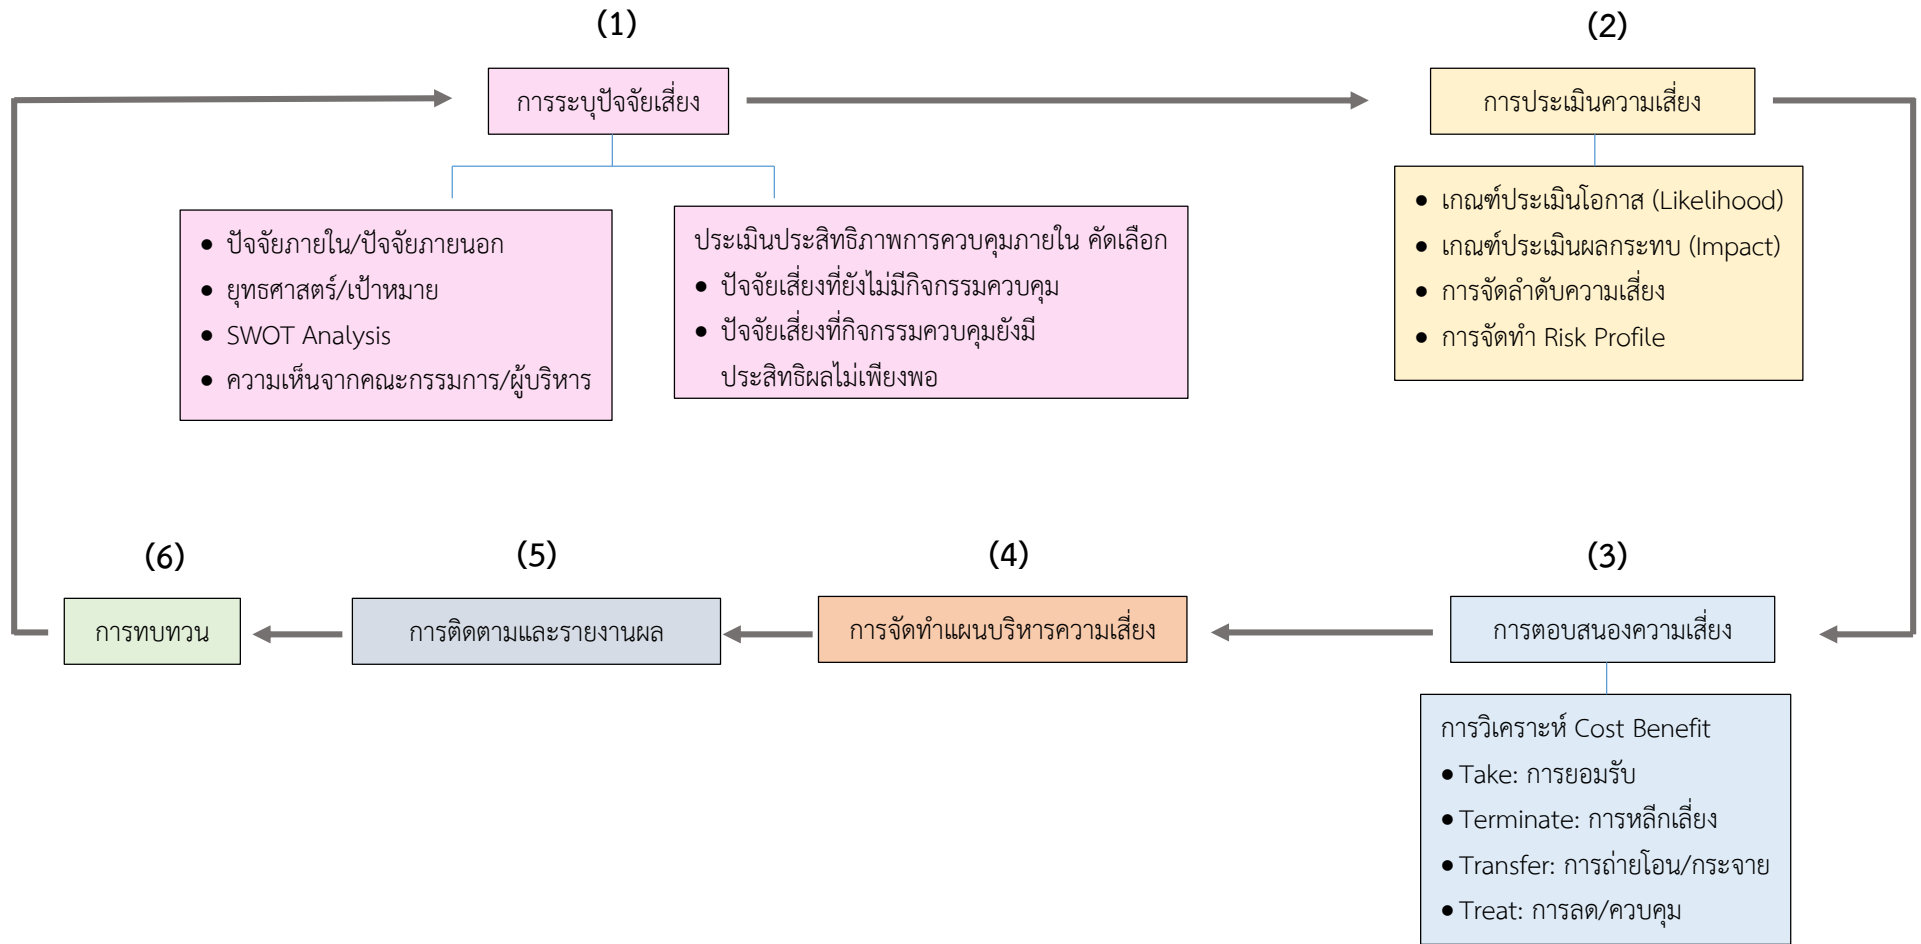 (1)
การระบุปัจจัยเสี่ยง
• ปัจจัยภายใน/ปัจจัยภายนอก
• ยุทธศาสตร์/เป้าหมาย
• SWOT Analysis
• ความเห็นจากคณะกรรมการ/ผู้บริหาร
ประเมินประสิทธิภาพการควบคุมภายใน คัดเลือก
• ปัจจัยเสี่ยงที่ยังไม่มีกิจกรรมควบคุม
• ปัจจัยเสี่ยงที่กิจกรรมควบคุมยังมี
ประสิทธิผลไม่เพียงพอ
(2)
การประเมินความเสี่ยง
• เกณฑ์ประเมินโอกาส (Likelihood)
• เกณฑ์ประเมินผลกระทบ (Impact)
• การจัดลำดับความเสี่ยง
• การจัดทำ Risk Profile
(3)
การตอบสนองความเสี่ยง
การวิเคราะห์ Cost Benefit
• Take: การยอมรับ
• Terminate: การหลีกเลี่ยง
• Transfer: การถ่ายโอน/กระจาย
• Treat: การลด/ควบคุม
(4)
การจัดทำแผนบริหารความเสี่ยง
(5)
การติดตามและรายงานผล
(6)
การทบทวน